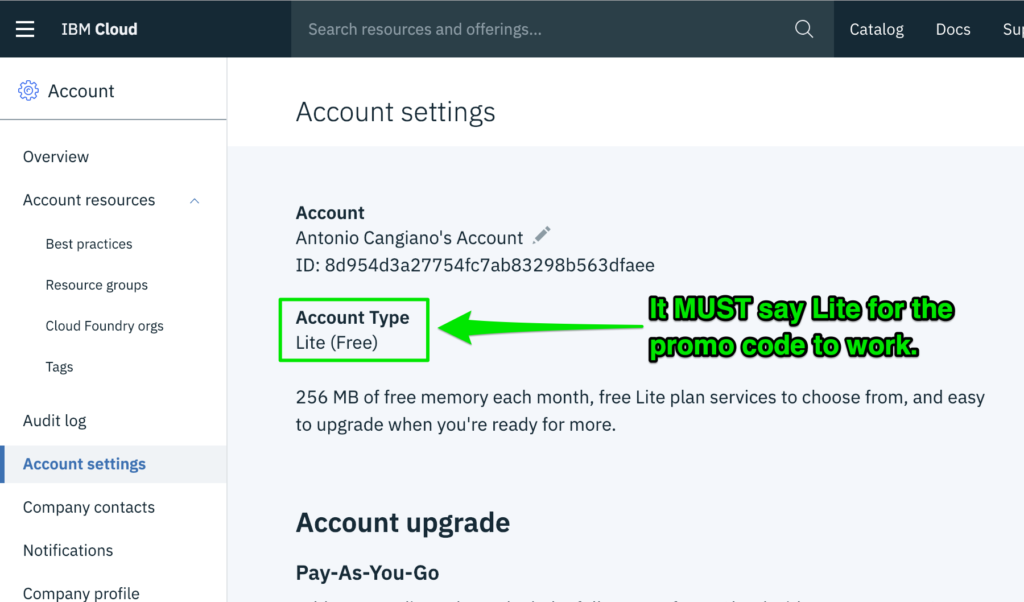 IBM Cloud
Search resources and offerings...
Catalog
Docs
Account
Overview
Account resources
Best practices
Resource groups
Cloud Foundry orgs
Tags
Audit log
Account settings
Company contacts
Notifications
Company profile
Account settings
Account
Antonio Cangiano's Account
ID: 8d954d3a27754fc7ab83298b563dfaee
Account Type
Lite (Free)
It MUST say Lite for the
promo code to work.
256 MB of free memory each month, free Lite plan services to choose from, and easy
to upgrade when you're ready for more.
Account upgrade
Pay-As-You-Go